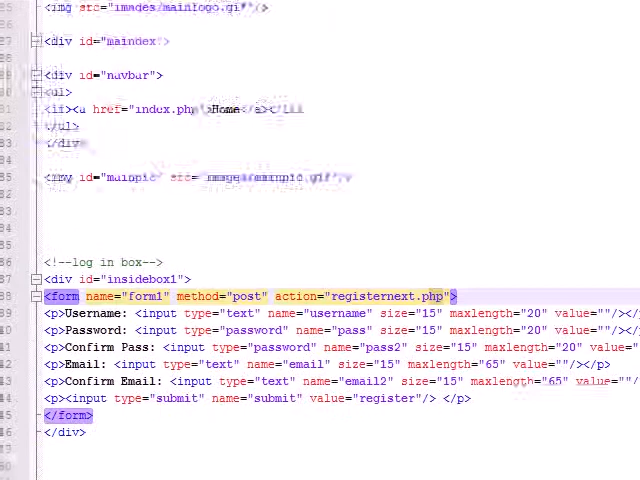 <img src="images/mainlogo.gif"/>
<div id="maindex">
<div id="navbar">
<ul>
<li><a href="index.php">Home</a></li>
</ul>
</div>
<img id="mainpic" src=
<!--log in box-->
<div id="insidebox1">
<form name="form1" method="post" action="registernext.php">
<p>Username: <input type="text" name="username" size="15" maxlength="20" value=""/></
<p>Password: <input type="password" name="pass" size="15" maxlength="20" value=""/></p
<p>Confirm Pass: <input type="password" name="pass2" size="15" maxlength="20" value="
<p>Email: <input type="text" name="email" size="15" maxlength="65" value=""/></p>
<p>Confirm Email: <input type="text" name="email2" size="15" maxlength="65" value=""/
<p><input type="submit" name="submit" value="register"/> </p>
</form>
</div>